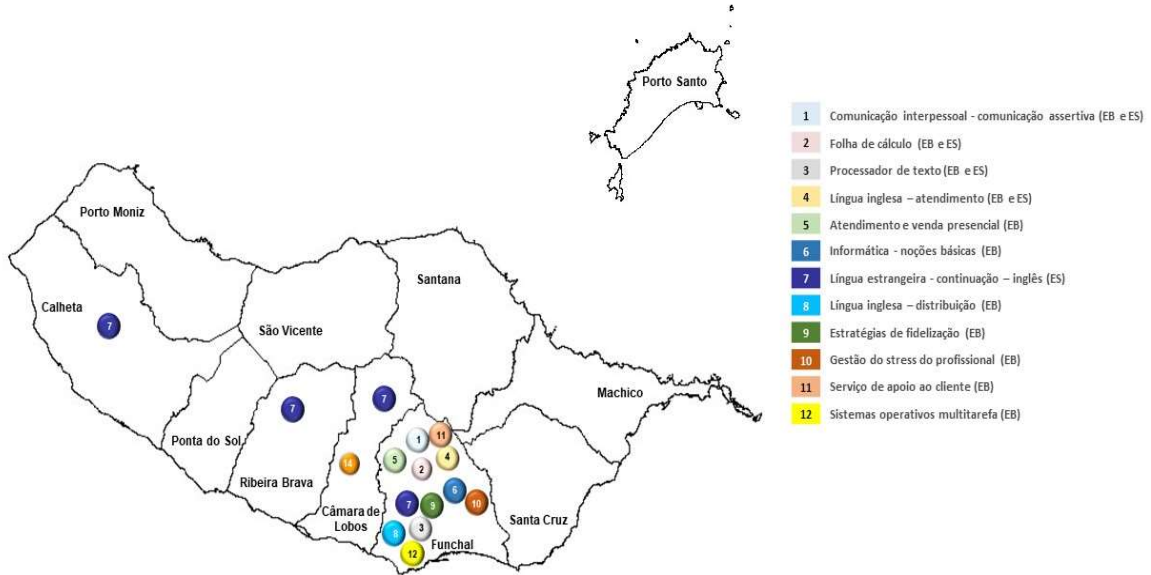 Porto Santo
Porto Moniz
Calheta
7
São Vicente
Santana
Machico
Ponta do Sol
Ribeira Brava
7
7
14
Câmara de
Lobos
1
11
5
4
2
6
7
9
10
8
3
12
Funchal
Santa Cruz
1 Comunicação interpessoal - comunicação assertiva (EB e ES)
2 Folha de cálculo (EB e ES)
3 Processador de texto (EB e ES)
4 Língua inglesa – atendimento (EB e ES)
5 Atendimento e venda presencial (EB)
6 Informática - noções básicas (EB)
7 Língua estrangeira - continuação – inglês (ES)
8 Língua inglesa – distribuição (EB)
9 Estratégias de fidelização (EB)
10 Gestão do stress do profissional (EB)
11 Serviço de apoio ao cliente (EB)
12 Sistemas operativos multitarefa (EB)